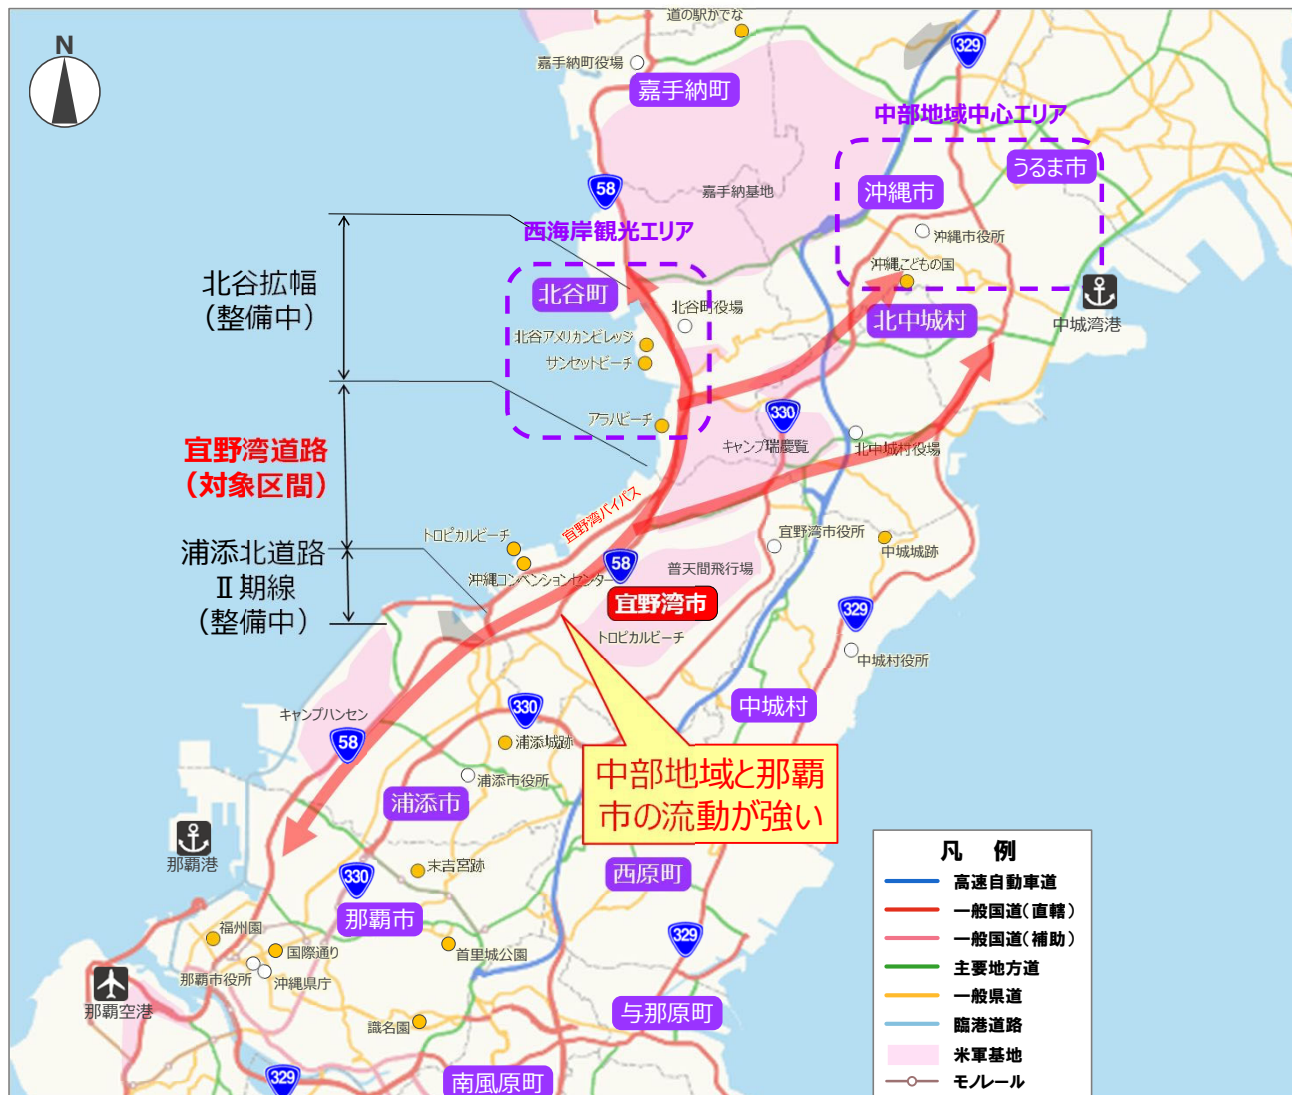 N
道の駅かでな
嘉手納町役場
嘉手納町
329
中部地域中心エリア
うるま市
沖縄市
58
嘉手納基地
西海岸観光エリア
沖縄市役所
沖縄こどもの国
北谷拡幅
(整備中)
北谷町
北谷町役場
北中城村
中城湾港
北谷アメリカンビレッジ
サンセットビーチ
アラハビーチ
330
キャンプ瑞慶覧
北中城村役場
宜野湾道路
(対象区間)
宜野湾バイパス
トロピカルビーチ
沖縄コンベンションセンター
宜野湾市役所
中城城跡
58
普天間飛行場
浦添北道路
Ⅱ期線
(整備中)
宜野湾市
329
トロピカルビーチ
中城村役所
中城村
キャンプハンセン
330
58
浦添城跡
浦添市役所
浦添市
中部地域と那覇
市の流動が強い
那覇港
330
末吉宮跡
西原町
那覇市
福州園
国際通り
首里城公園
329
那覇市役所
沖縄県庁
那覇空港
識名園
与那原町
329
南風原町
凡 例
高速自動車道
一般国道(直轄)
一般国道(補助)
主要地方道
一般県道
臨港道路
米軍基地
モノレール